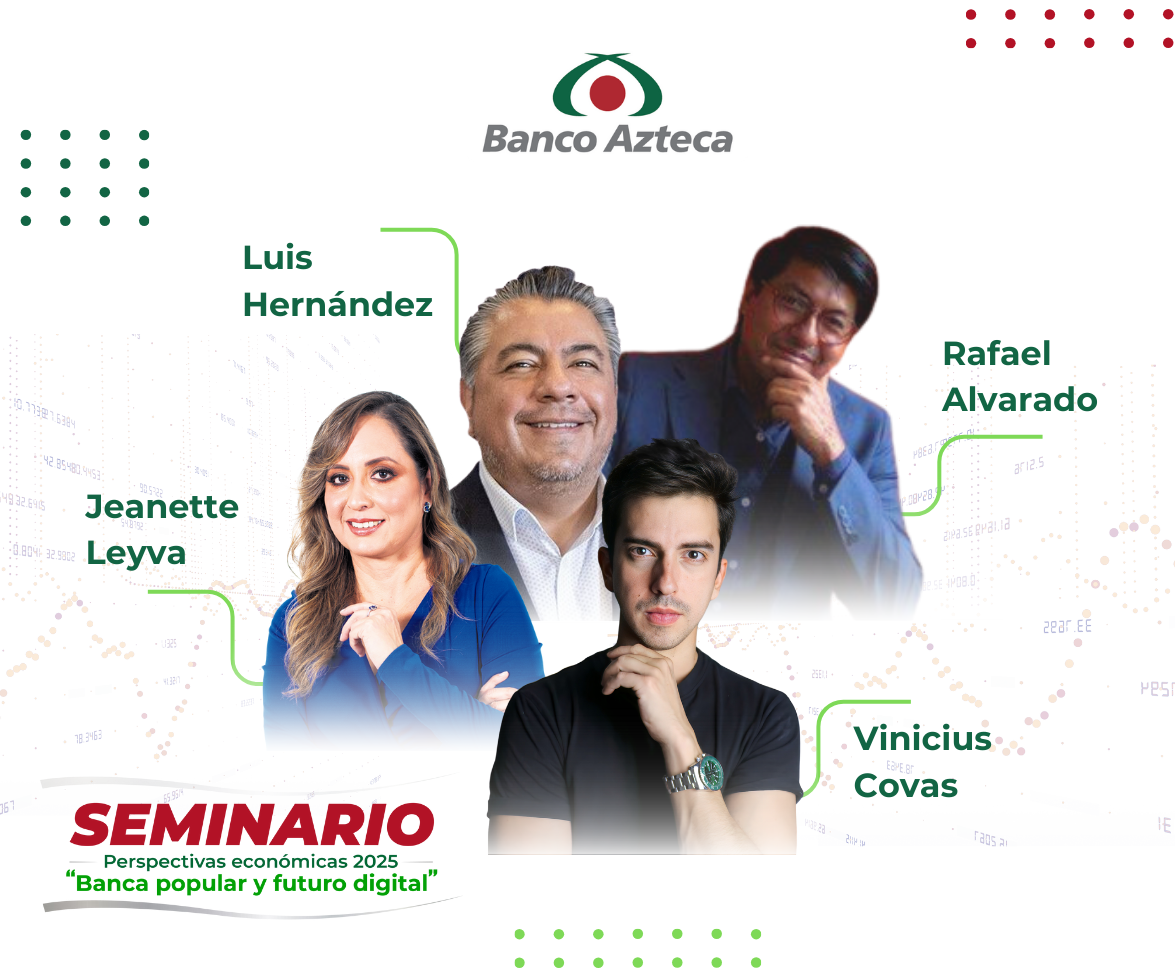 Banco Azteca
Luis
Hernández
Rafael
Alvarado
Jeanette
Leyva
Vinicius
Covas
SEMINARIO
Perspectivas económicas 2025
“Banca popular y futuro digital”